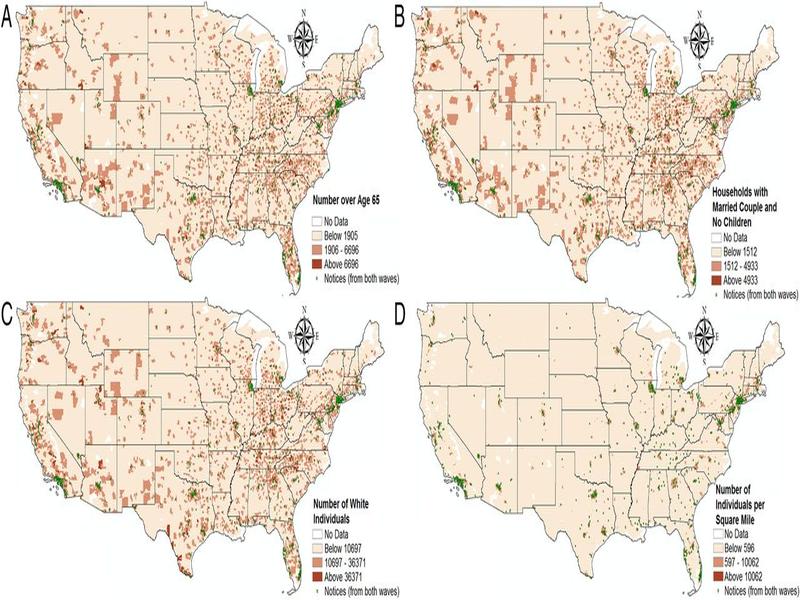 A
N
W E
S
Number over Age 65
No Data
Below 1905
1906 - 6696
Above 6696
Notices (from both waves)
B
N
W E
S
Households with
Married Couple and
No Children
No Data
Below 1512
1512 - 4933
Above 4933
Notices (from both waves)
C
N
W E
S
Number of White
Individuals
No Data
Below 10697
10697 - 36371
Above 36371
Notices (from both waves)
D
N
W E
S
Number of
Individuals per
Square Mile
No Data
Below 596
597 - 10062
Above 10062
Notices (from both waves)